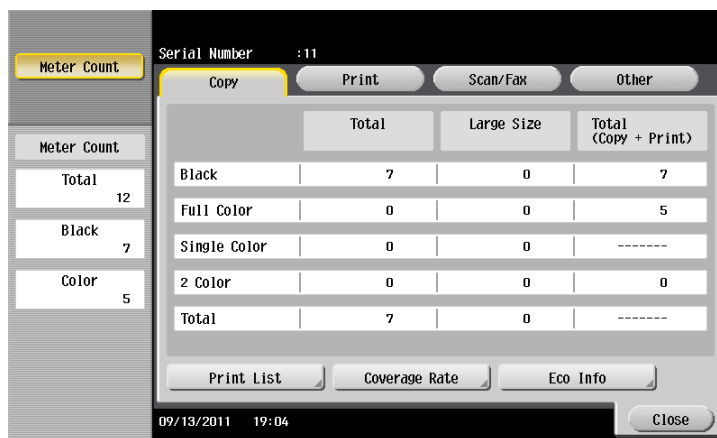 Meter Count
Serial Number :11
Copy Print Scan/Fax Other
Meter Count
Total
12
Black
7
Color
5
Total Large Size Total (Copy + Print)
Black 7 0 7
Full Color 0 0 5
Single Color 0 0 -------
2 Color 0 0 0
Total 7 0 -------
Print List Coverage Rate Eco Info
09/13/2011 19:04
Close